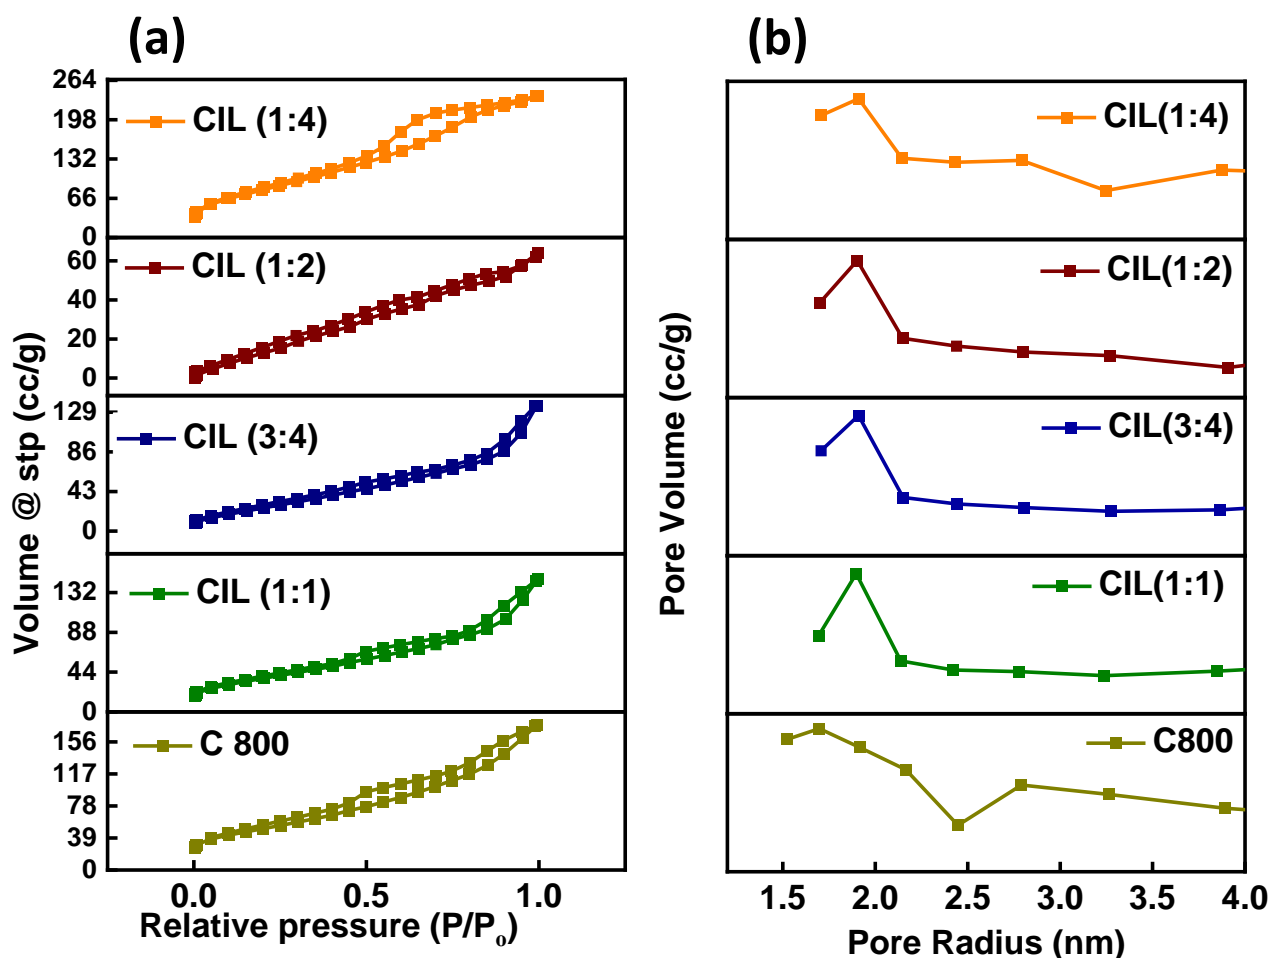 (a)
Volume @ stp (cc/g)
264
198
132
66
0
CIL (1:4)
60
40
20
0
CIL (1:2)
129
86
43
0
CIL (3:4)
132
88
44
0
CIL (1:1)
156
117
78
39
0
C 800
0.0 0.5 1.0
Relative pressure (P/Po)
(b)
Pore Volume (cc/g)
CIL(1:4)
CIL(1:2)
CIL(3:4)
CIL(1:1)
C800
1.5 2.0 2.5 3.0 3.5 4.0
Pore Radius (nm)